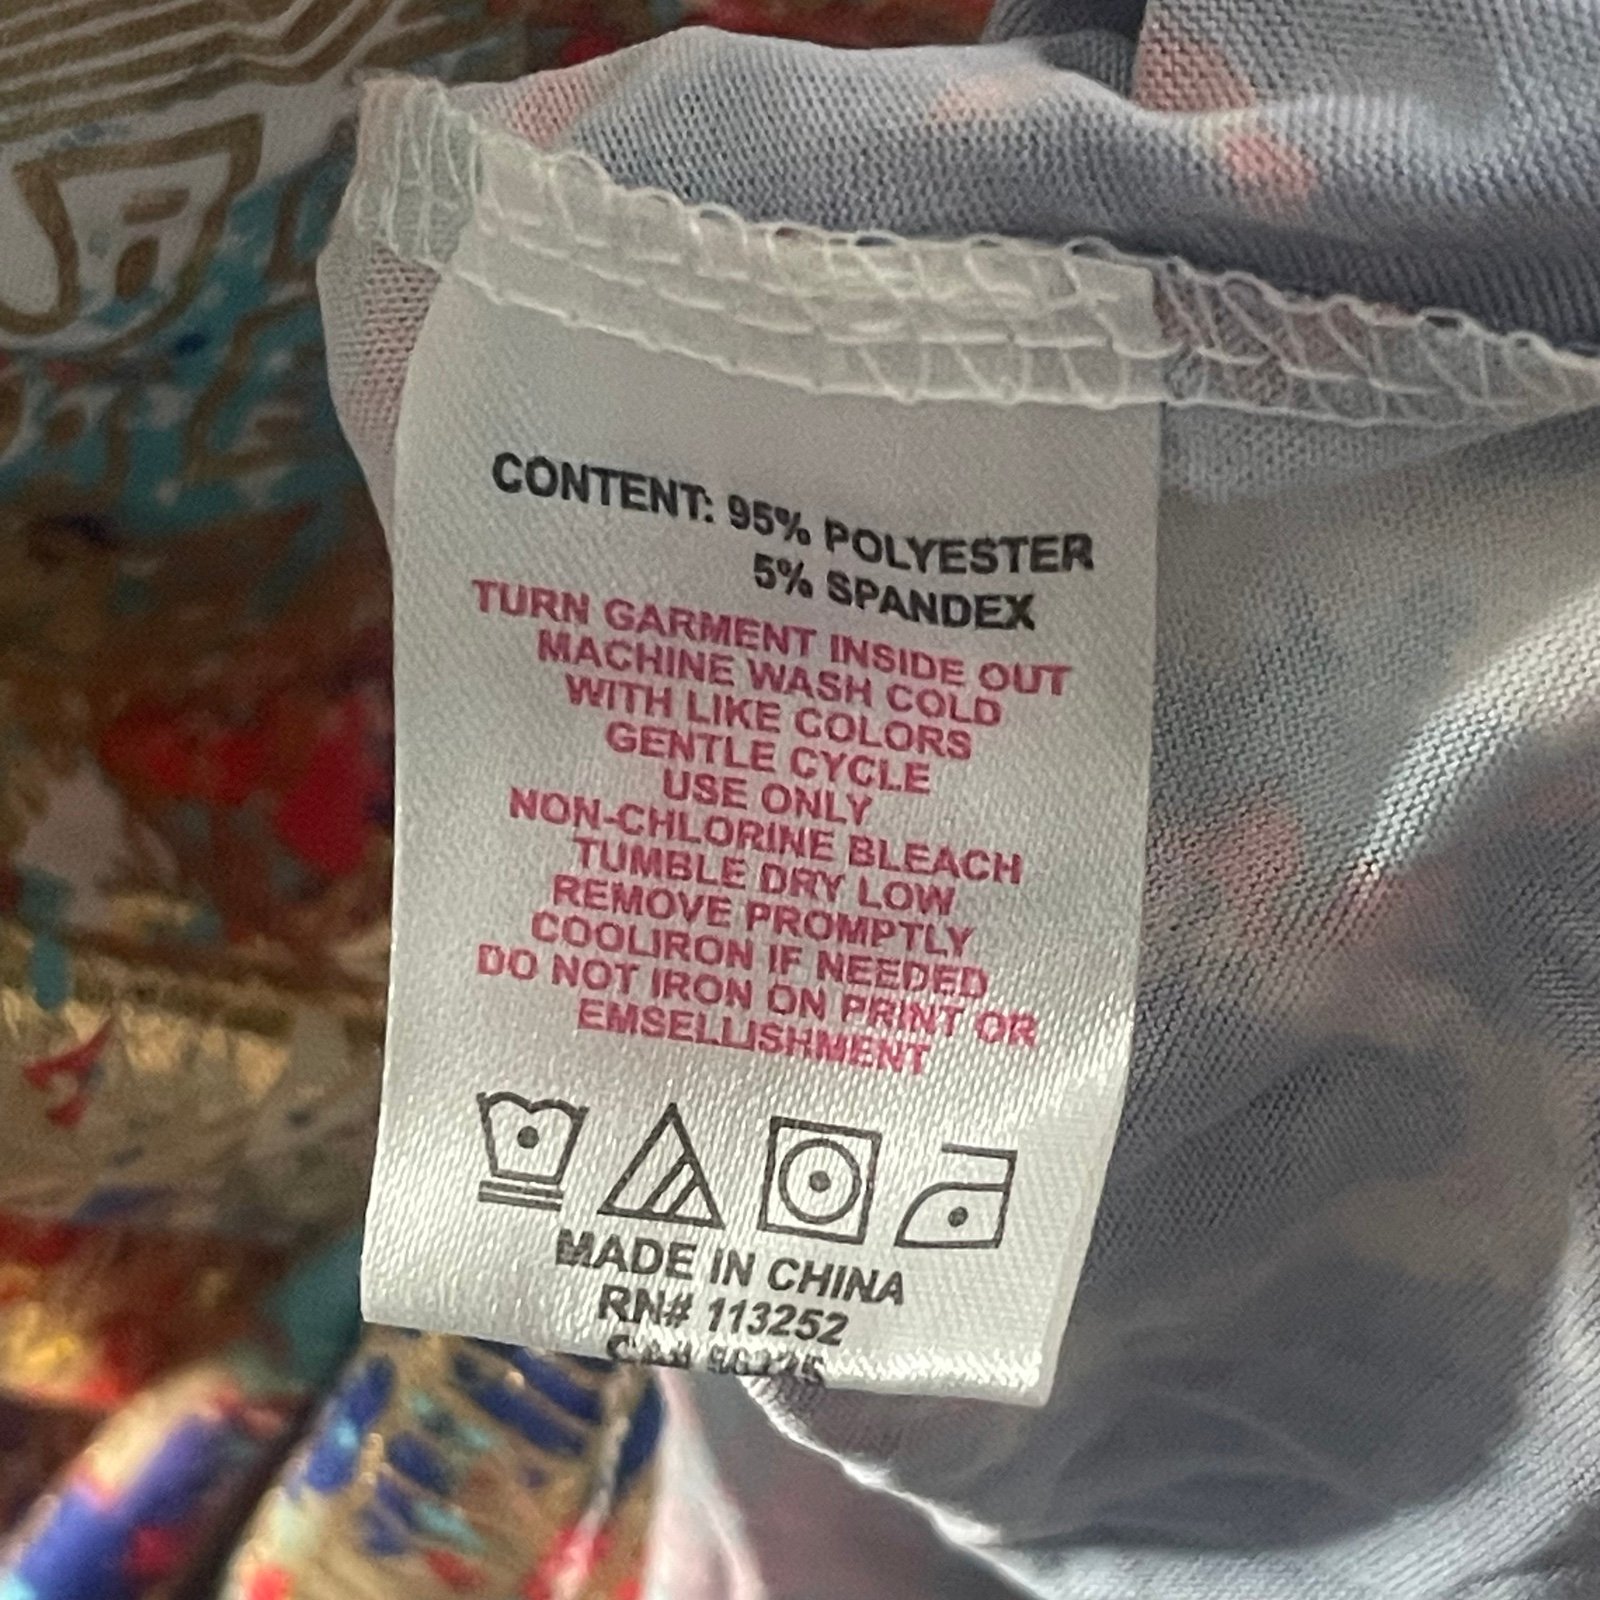 CONTENT: 95% POLYESTER
5% SPANDEX
TURN GARMENT INSIDE OUT
MACHINE WASH COLD
WITH LIKE COLORS
GENTLE CYCLE
USE ONLY
NON-CHLORINE BLEACH
TUMBLE DRY LOW
REMOVE PROMPTLY
COOLIRON IF NEEDED
DO NOT IRON ON PRINT OR
EMSELLISHMENT
MADE IN CHINA
RN# 113252